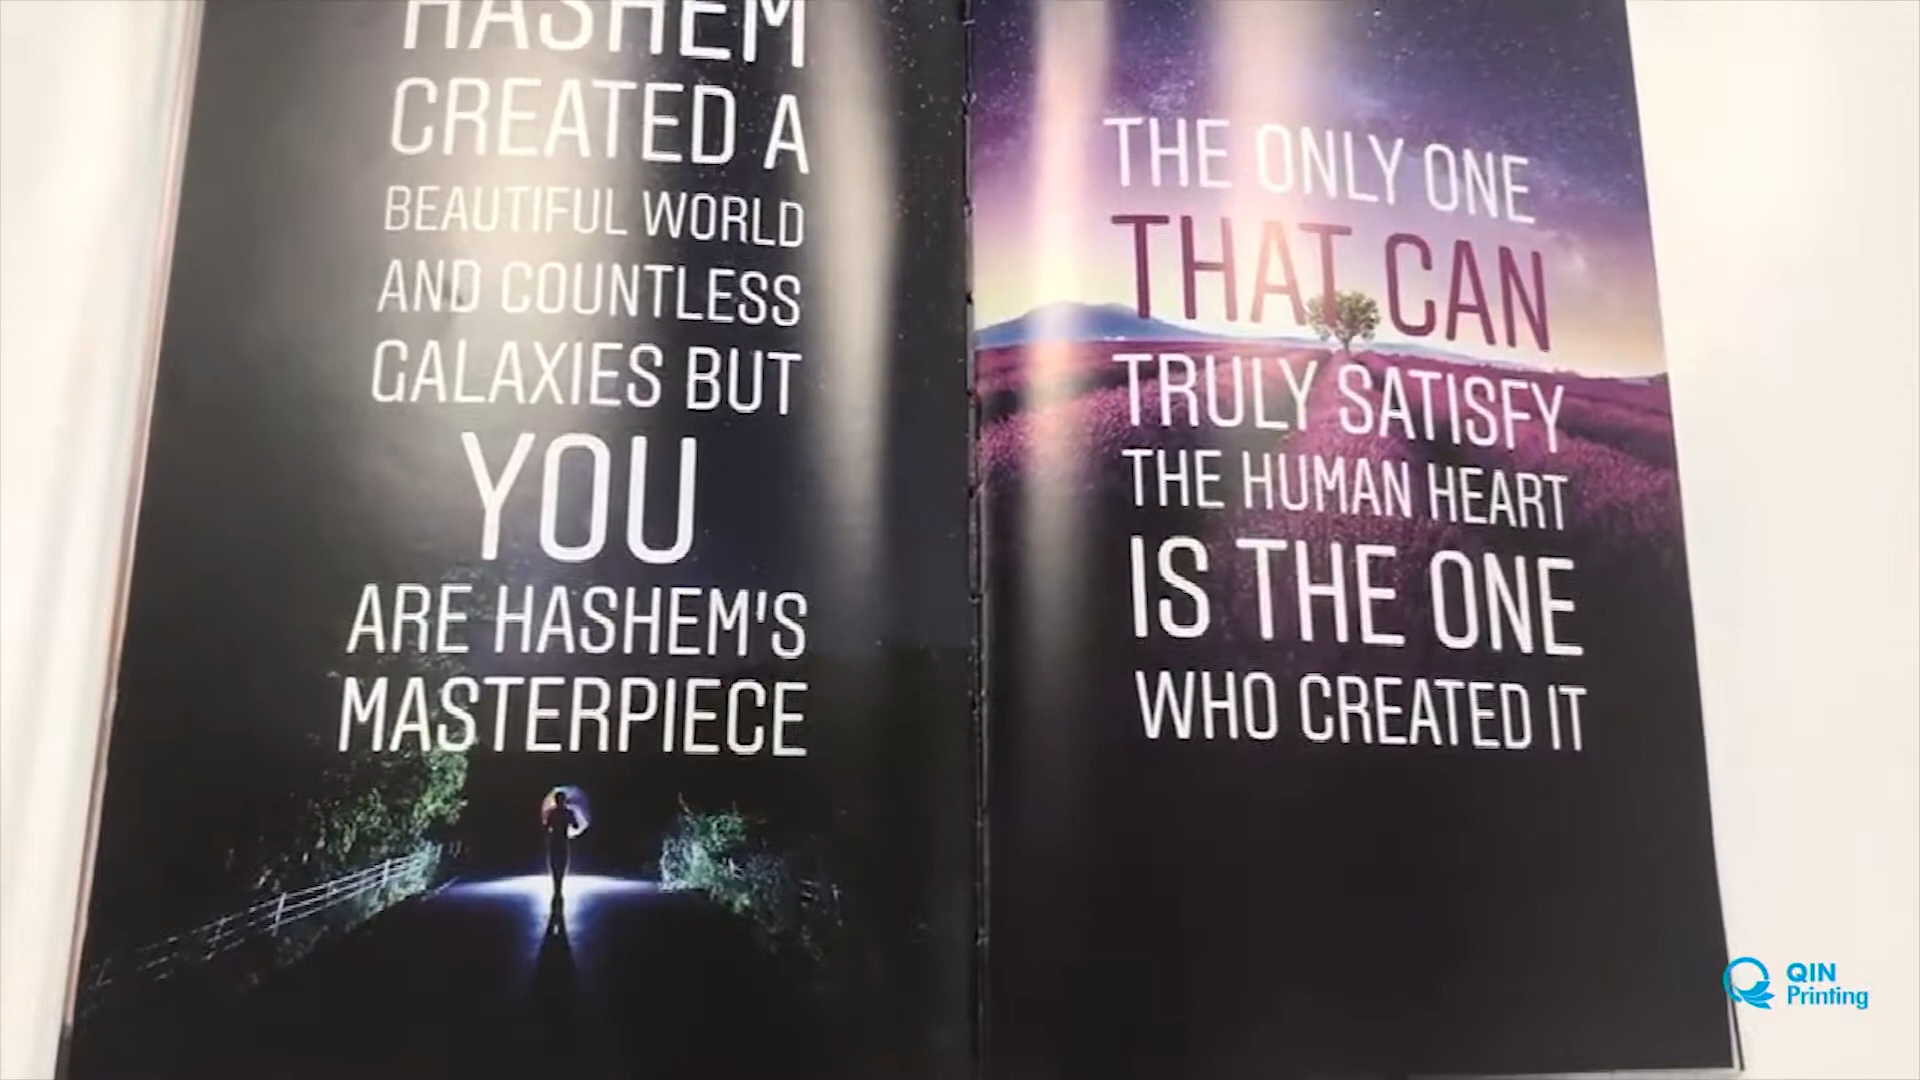 HASHEM
CREATED A
BEAUTIFUL WORLD
AND COUNTLESS
GALAXIES BUT
YOU
ARE HASHEM'S
MASTERPIECE
THE ONLY ONE
THAT CAN
TRULY SATISFY
THE HUMAN HEART
IS THE ONE
WHO CREATED IT
QIN
Printing